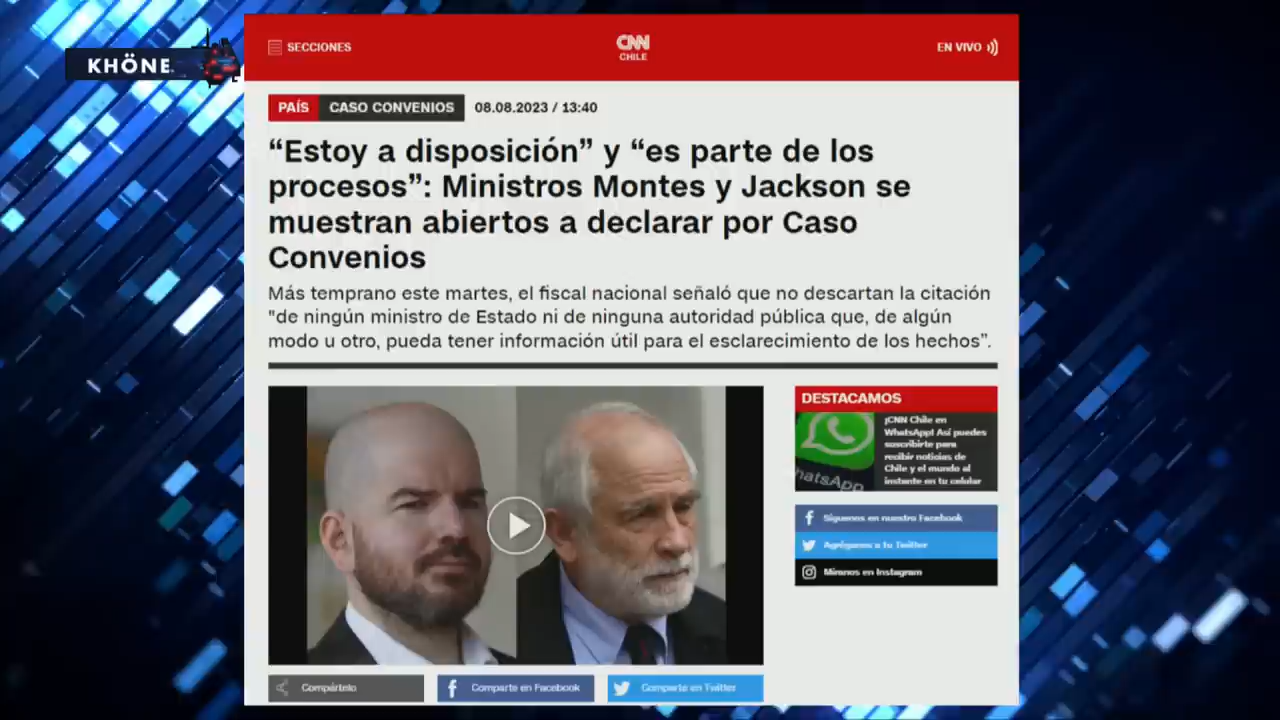 KHÖNE
SECCIONES
CNN
CHILE
EN VIVO
PAÍS
CASO CONVENIOS
08.08.2023 / 13:40
“Estoy a disposición” y “es parte de los
procesos”: Ministros Montes y Jackson se
muestran abiertos a declarar por Caso
Convenios
Más temprano este martes, el fiscal nacional señaló que no descartan la citación
"de ningún ministro de Estado ni de ninguna autoridad pública que, de algún
modo u otro, pueda tener información útil para el esclarecimiento de los hechos”.
DESTACAMOS
¡CNN Chile en
WhatsApp! Así puedes
suscribirte para
recibir noticias de
Chile y el mundo al
instante en tu celular
hatsApp
Síguenos en nuestro Facebook
Agréganos a tu Twitter
Míranos en Instagram
Compártelo
Comparte en Facebook
Comparte en Twitter